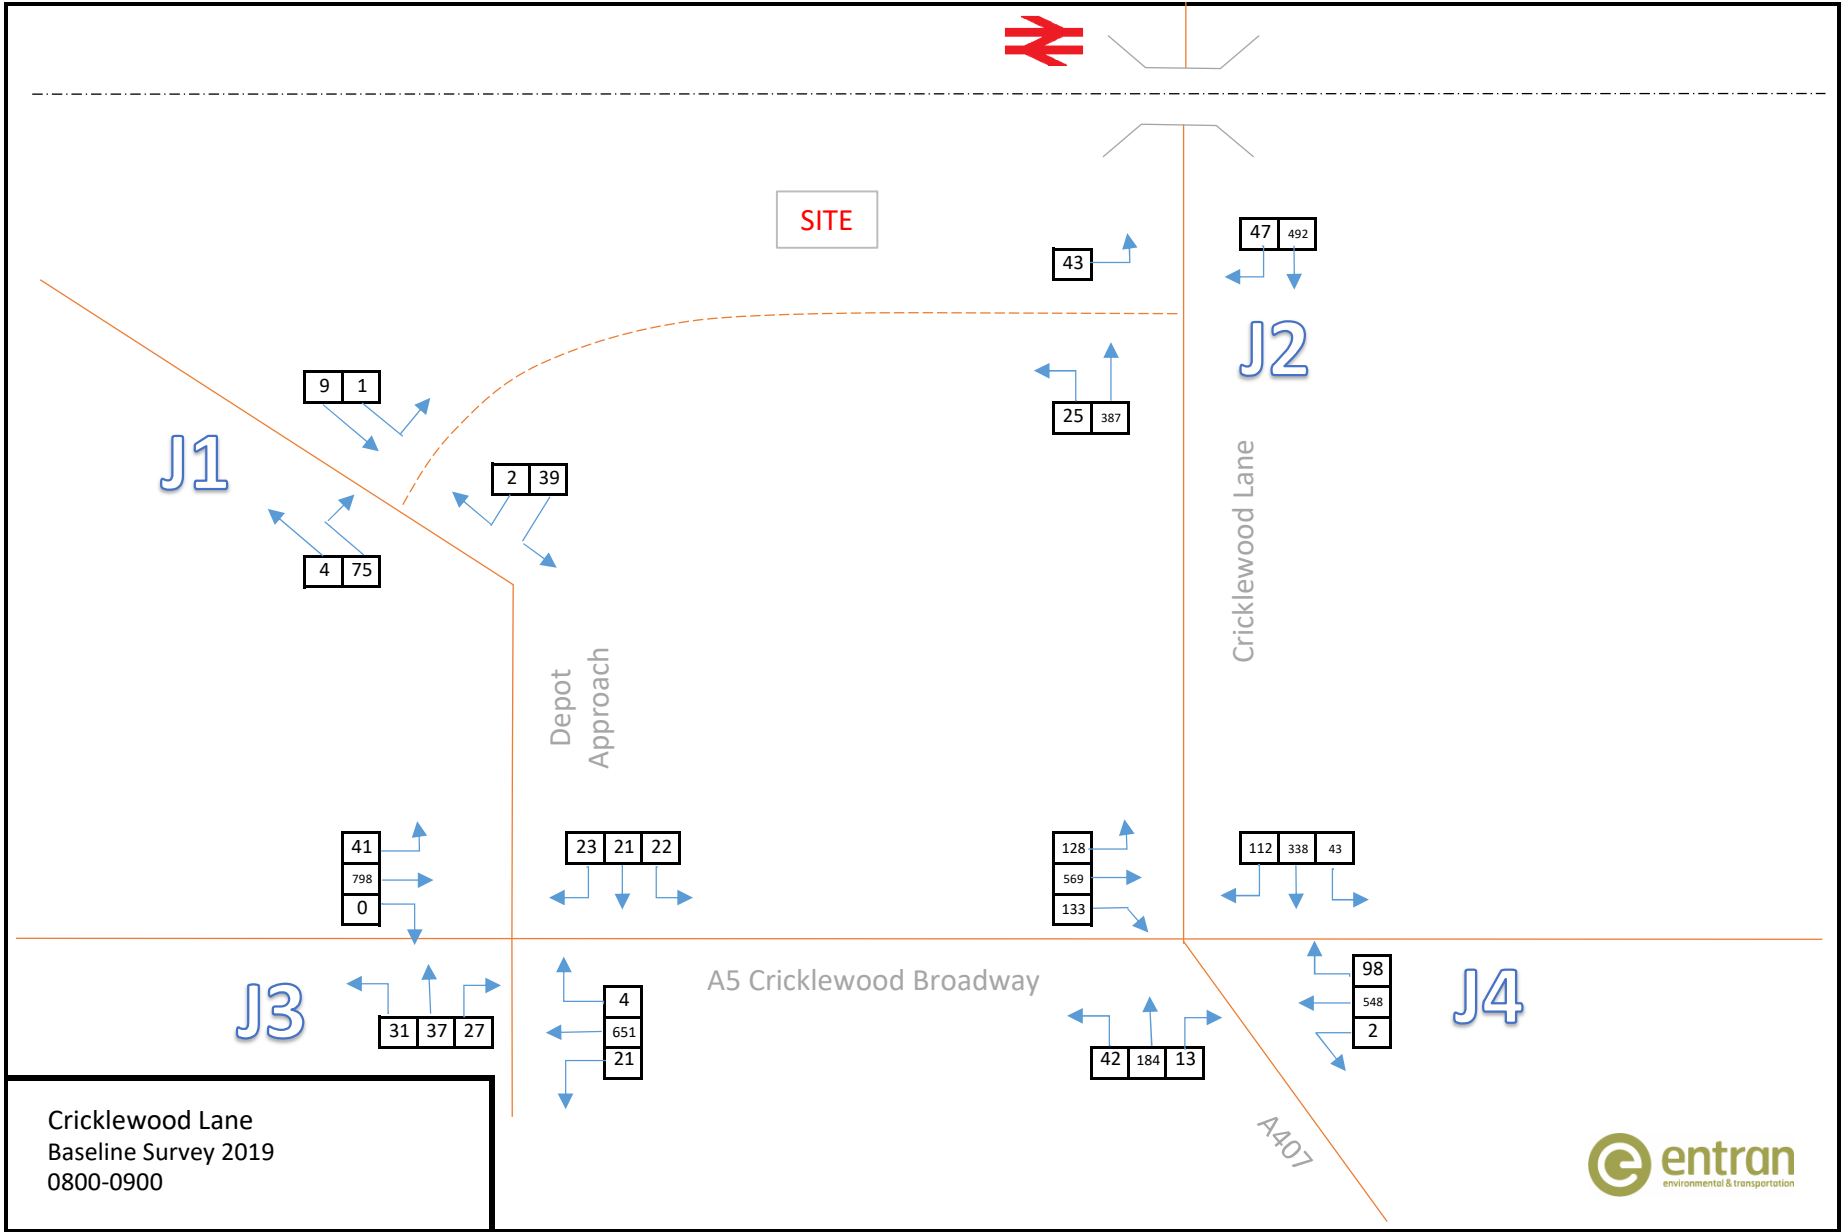 SITE
43
47 492
J2
25 387
9 1
J1
2 39
4 75
Cricklewood Lane
Depot
Approach
41
798
0
23 21 22
128
569
133
112 338 43
A5 Cricklewood Broadway
J3
31 37 27
4
651
21
42 184 13
98
548
2
J4
A407
Cricklewood Lane
Baseline Survey 2019
0800-0900
e entran
environmental & transportation